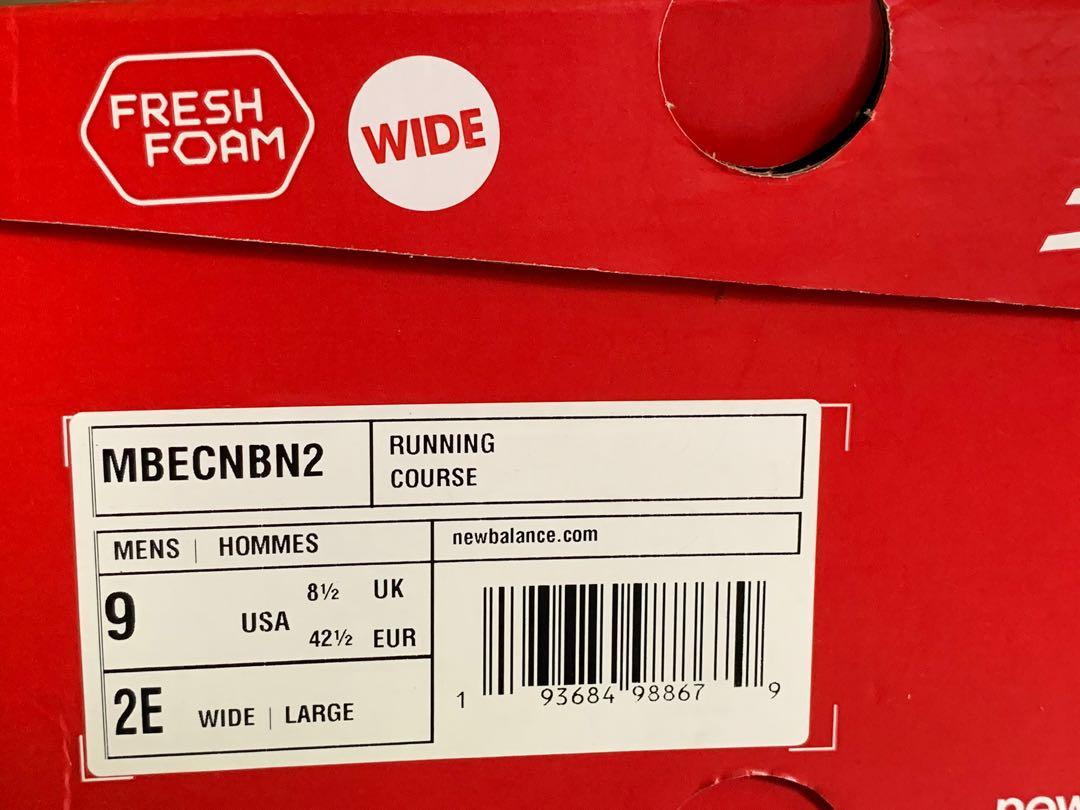 FRESH
FOAM
WIDE
MBECNBN2
RUNNING
COURSE
MENS | HOMMES
newbalance.com
9 USA
8½ UK
42½ EUR
2E WIDE | LARGE
1 93684 98867 9
new